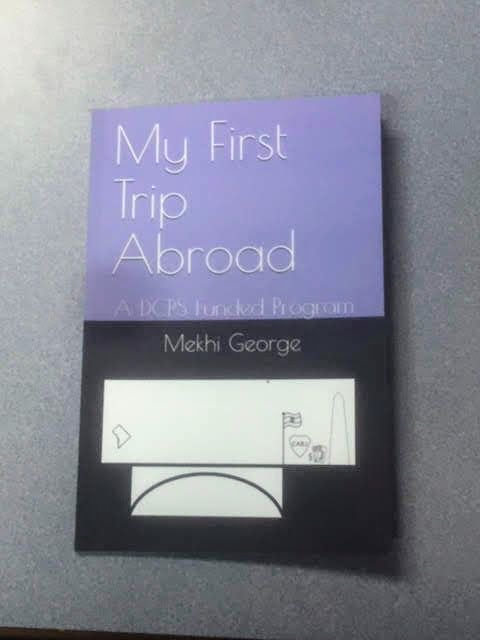 My First
Trip
Abroad
A DCPS Funded Program
Mekhi George